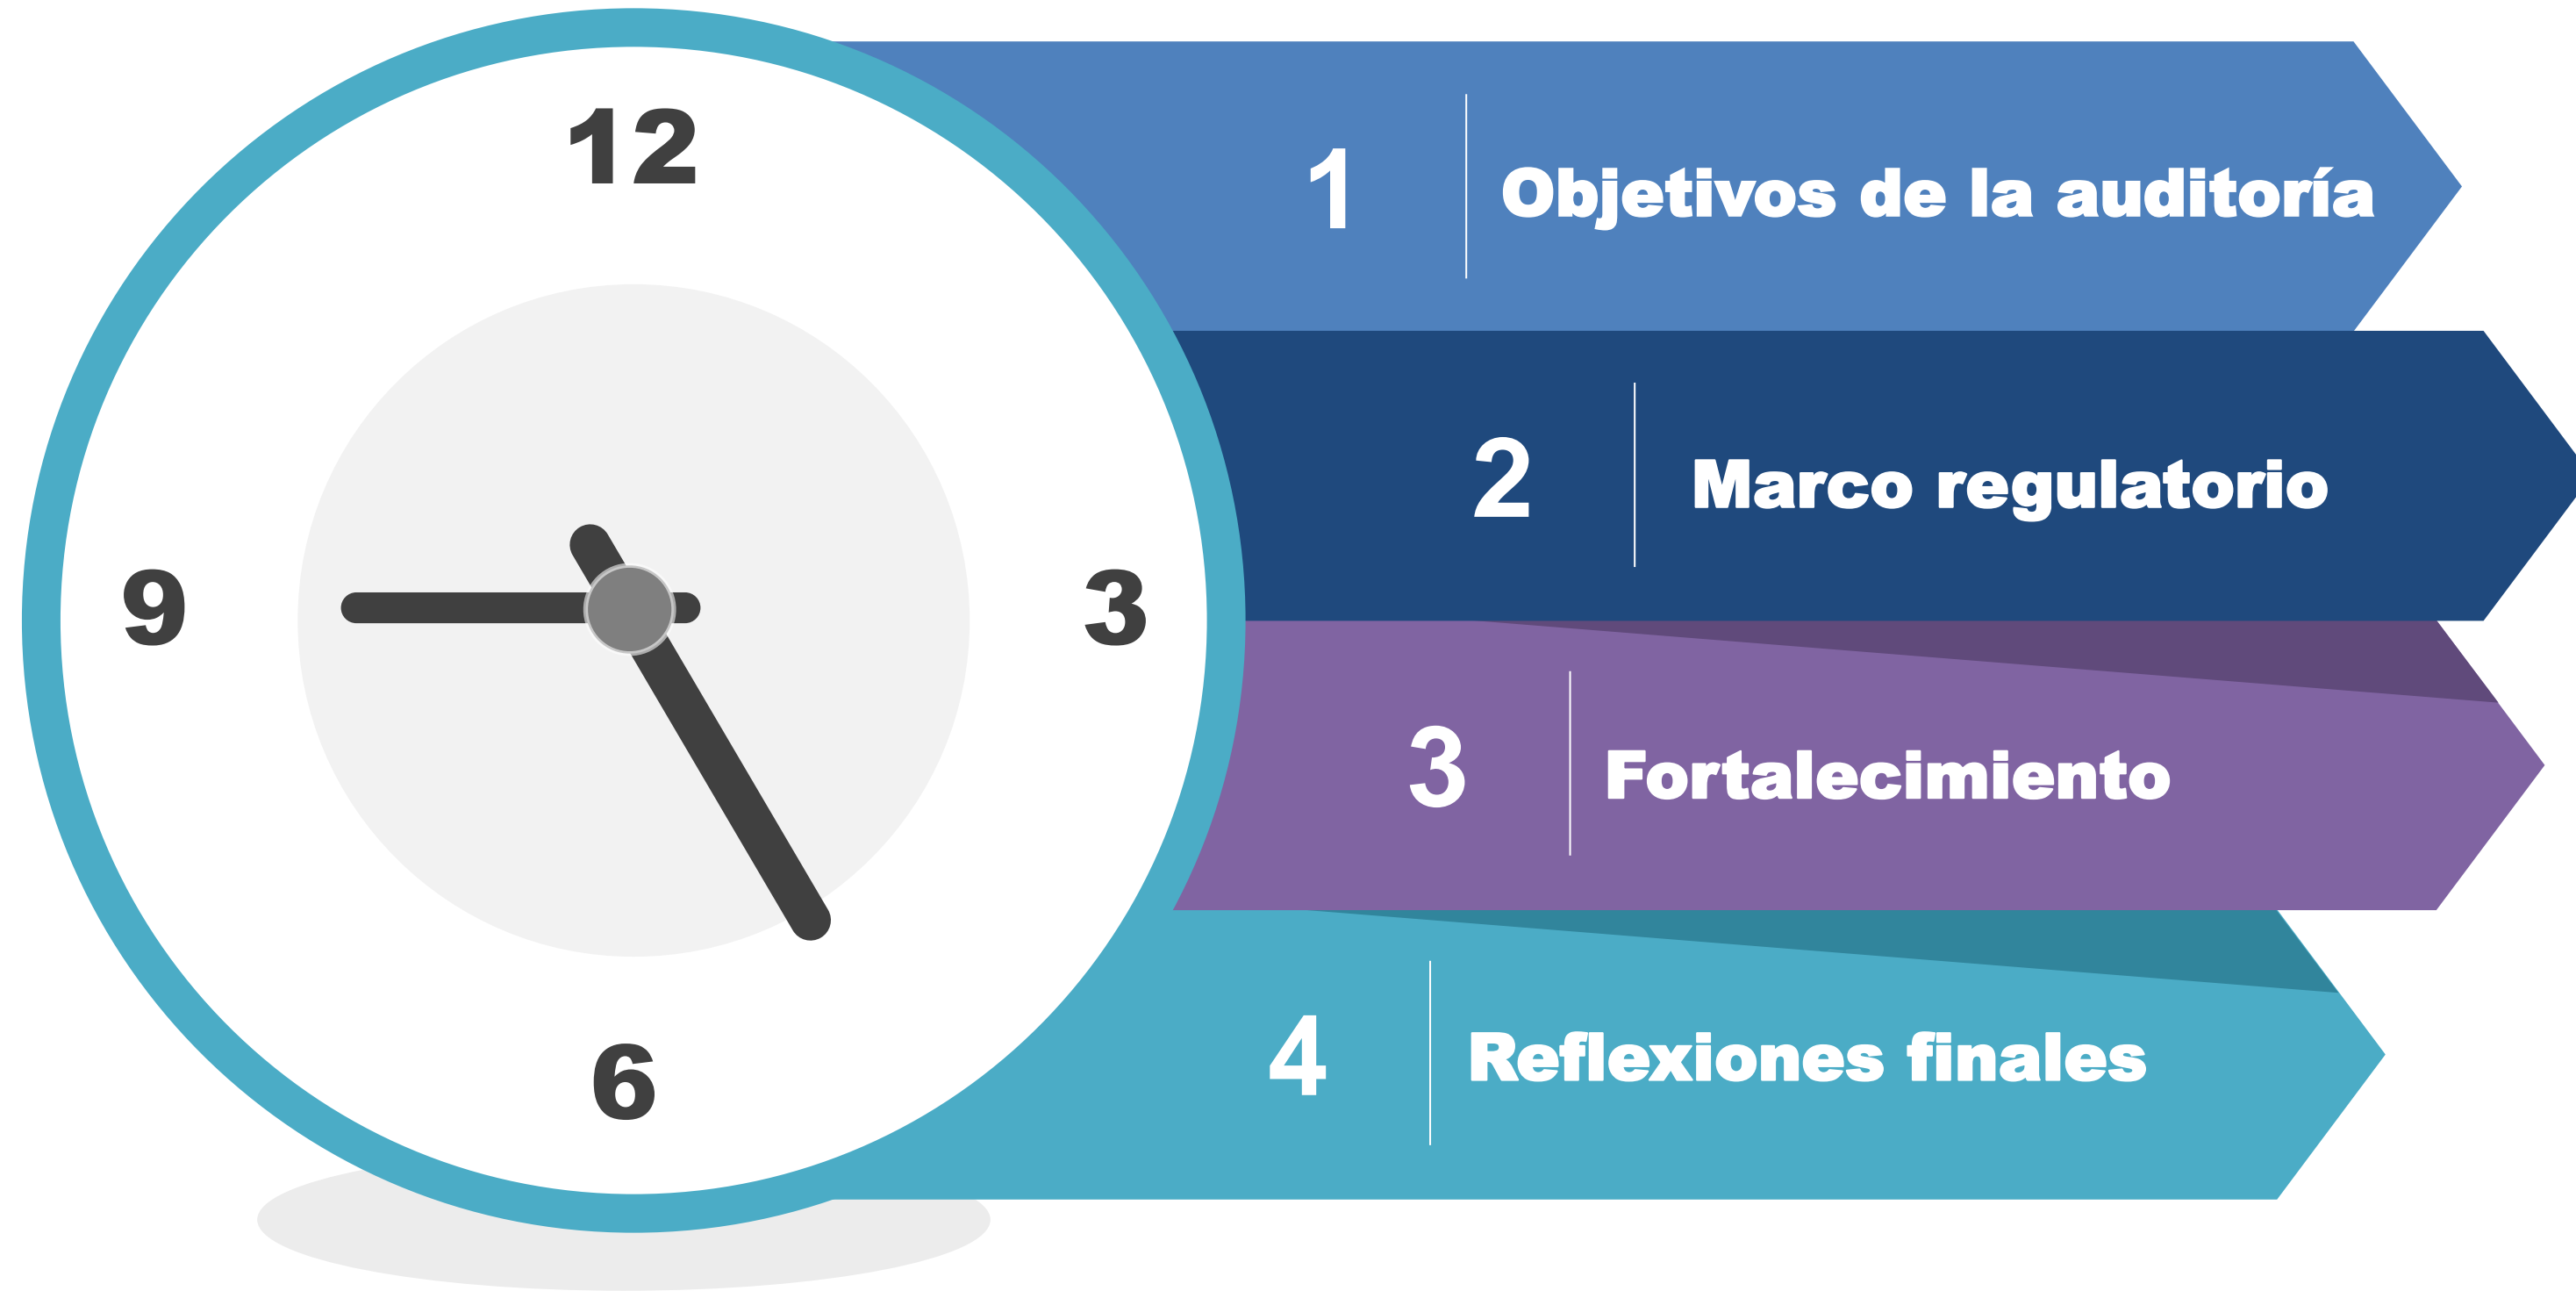 12
9
3
6
1
Objetivos de la auditoría
2
Marco regulatorio
3
Fortalecimiento
4
Reflexiones finales